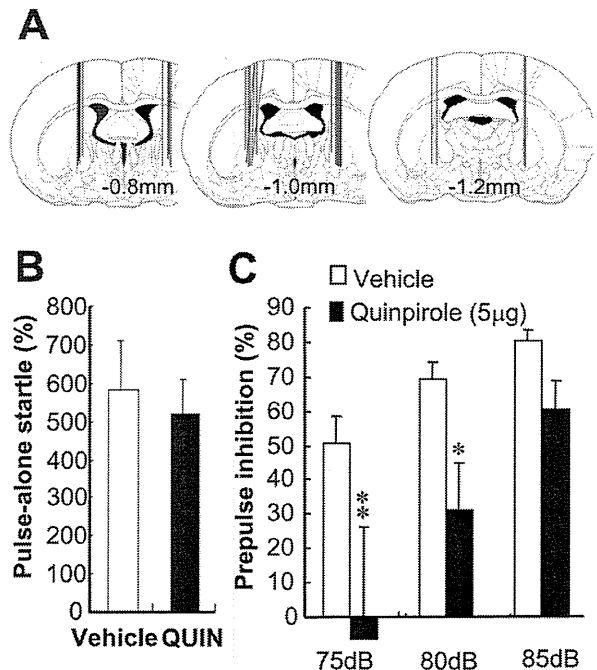 A
-0.8mm
-1.0mm
-1.2mm
B
Pulse-alone startle (%)
800
700
600
500
400
300
200
100
0
Vehicle QUIN
C
Vehicle
Quinpirole (5μg)
Prepulse inhibition (%)
90
80
70
60
50
40
30
20
10
0
**
*
75dB
80dB
85dB